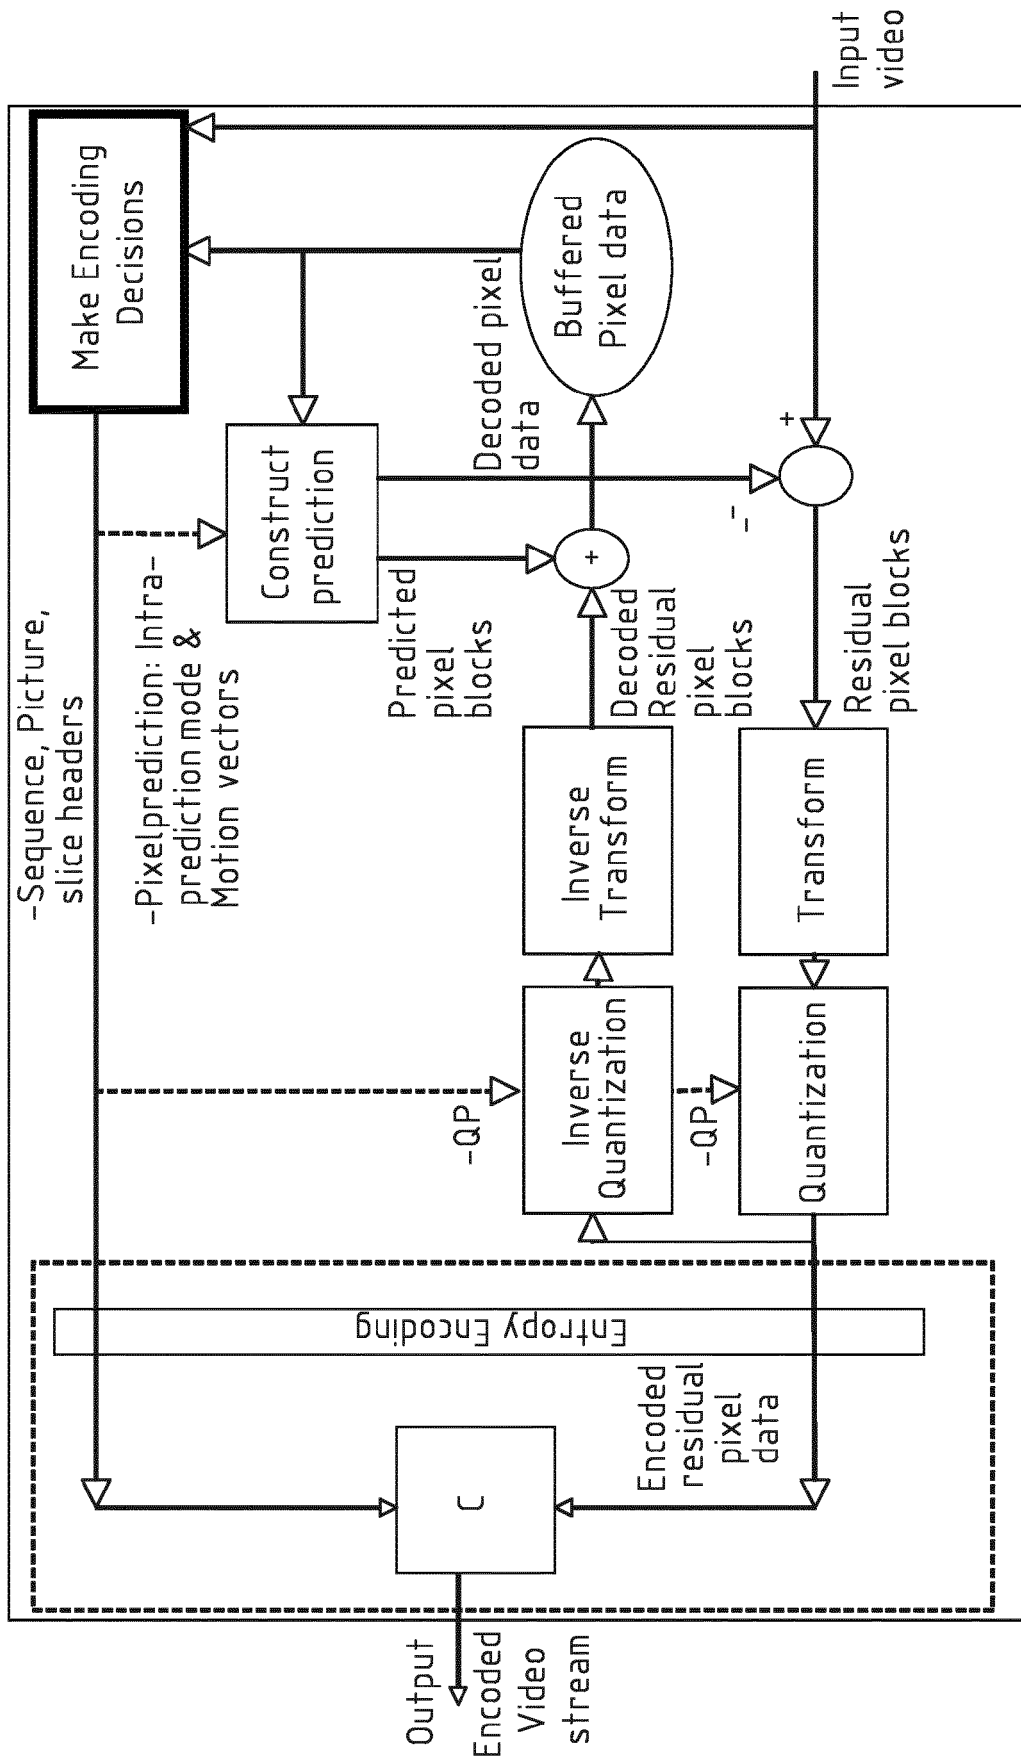 Input
video
Make Encoding
Decisions
Buffered
Pixel data
Decoded pixel
data
Construct
prediction
-Sequence, Picture,
slice headers
-Pixelprediction: Intra-
prediction mode &
Motion vectors
Predicted
pixel
blocks
+
+
--
Decoded
Residual
pixel
blocks
Residual
pixel blocks
Inverse
Transform
Transform
-QP
Inverse
Quantization
-QP
Quantization
Entropy Encoding
Encoded
residual
pixel
data
C
Output
Encoded
Video
stream